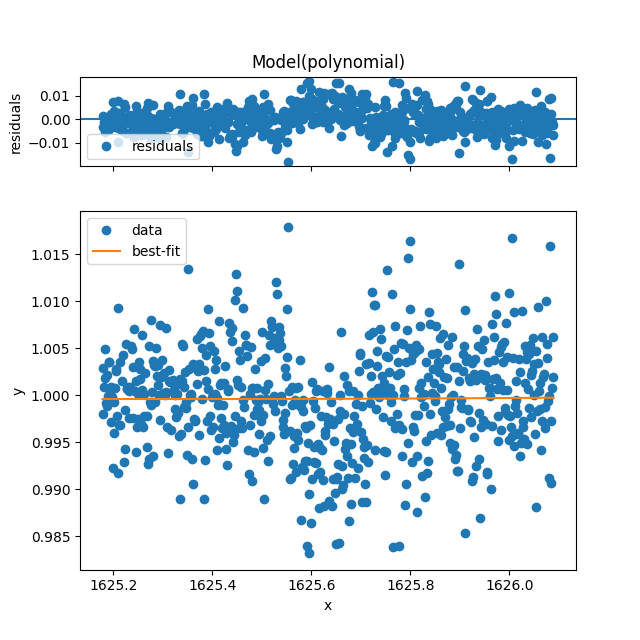 Model(polynomial)
residuals
0.01
0.00
−0.01
residuals
y
1.015
1.010
1.005
1.000
0.995
0.990
0.985
data
best-fit
1625.2 1625.4 1625.6 1625.8 1626.0
x